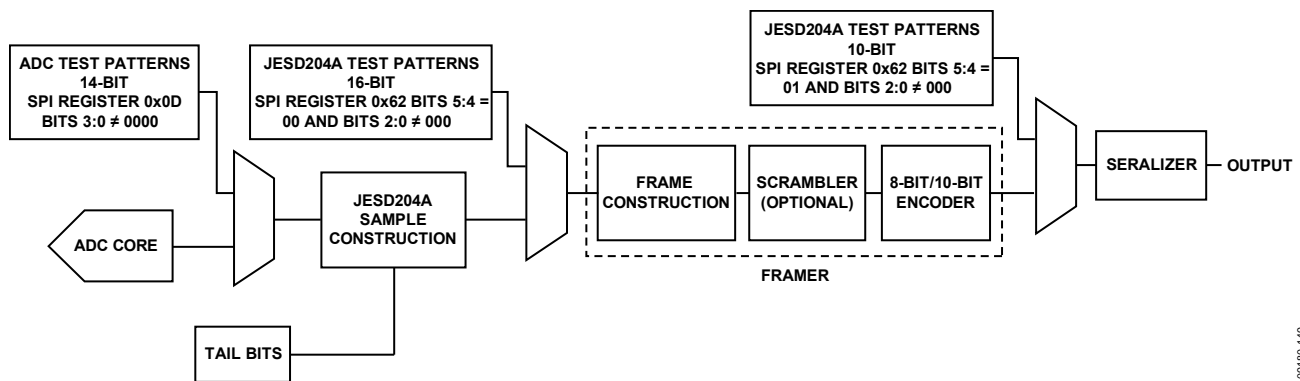 ADC TEST PATTERNS
14-BIT
SPI REGISTER 0x0D
BITS 3:0 ≠ 0000
JESD204A TEST PATTERNS
16-BIT
SPI REGISTER 0x62 BITS 5:4 =
00 AND BITS 2:0 ≠ 000
JESD204A TEST PATTERNS
10-BIT
SPI REGISTER 0x62 BITS 5:4 =
01 AND BITS 2:0 ≠ 000
ADC CORE
JESD204A
SAMPLE
CONSTRUCTION
FRAME
CONSTRUCTION
SCRAMBLER
(OPTIONAL)
8-BIT/10-BIT
ENCODER
SERALIZER
OUTPUT
FRAMER
TAIL BITS